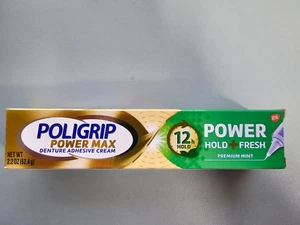 POLIGRIP
POWER MAX
DENTURE ADHESIVE CREAM
NET WT
2.2 OZ (62.4g)
12 h.
HOLD
POWER
HOLD + FRESH
PREMIUM MINT